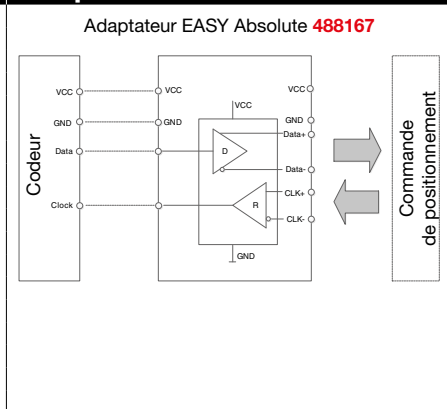 Adaptateur EASY Absolute 488167
Codeur
VCC
GND
Data
Clock
VCC
GND
VCC
D
R
GND
VCC
GND
Data+
Data-
CLK+
CLK-
Commande
de positionnement